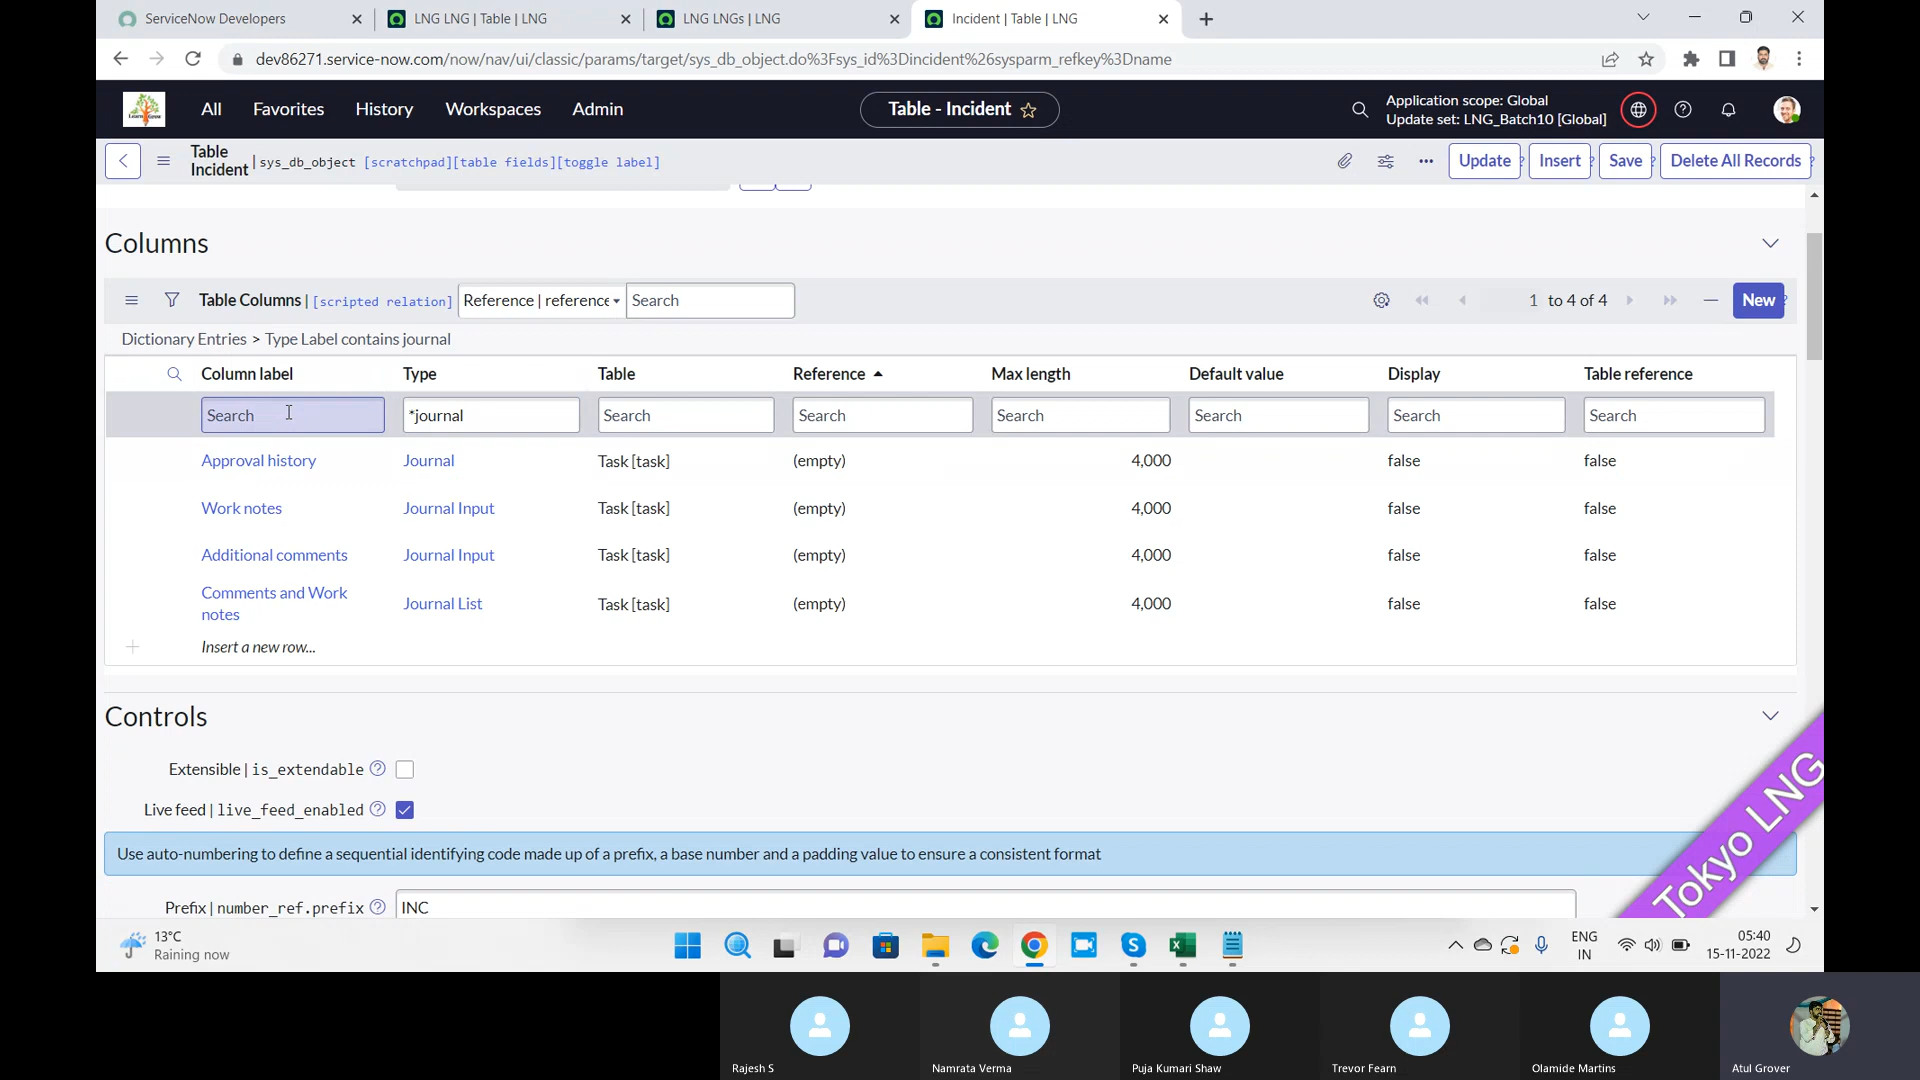 ServiceNow Developers
LNG LNG | Table | LNG
LNG LNGs | LNG
Incident | Table | LNG
dev86271.service-now.com/now/nav/ui/classic/params/target/sys_db_object.do%3Fsys_id%3Dincident%26sysparm_refkey%3Dname
All
Favorites
History
Workspaces
Admin
Table - Incident
Application scope: Global
Update set: LNG_Batch10 [Global]
Table
Incident | sys_db_object [scratchpad][table fields][toggle label]
Update
Insert
Save
Delete All Records
Columns
Table Columns | [scripted relation]
Reference | reference
Search
1 to 4 of 4
New
Dictionary Entries > Type Label contains journal
Column label Type Table Reference Max length Default value Display Table reference
Search *journal Search Search Search Search Search Search
Approval history Journal Task [task] (empty) 4,000 false false
Work notes Journal Input Task [task] (empty) 4,000 false false
Additional comments Journal Input Task [task] (empty) 4,000 false false
Comments and Work
notes
Journal List Task [task] (empty) 4,000 false false
Insert a new row...
Controls
Extensible | is_extendable
Live feed | live_feed_enabled
Use auto-numbering to define a sequential identifying code made up of a prefix, a base number and a padding value to ensure a consistent format
Prefix | number_ref.prefix
INC
Tokyo LNG
13°C
Raining now
ENG
IN
05:40
15-11-2022
Rajesh S
Namrata Verma
Puja Kumari Shaw
Trevor Fearn
Olamide Martins
Atul Grover